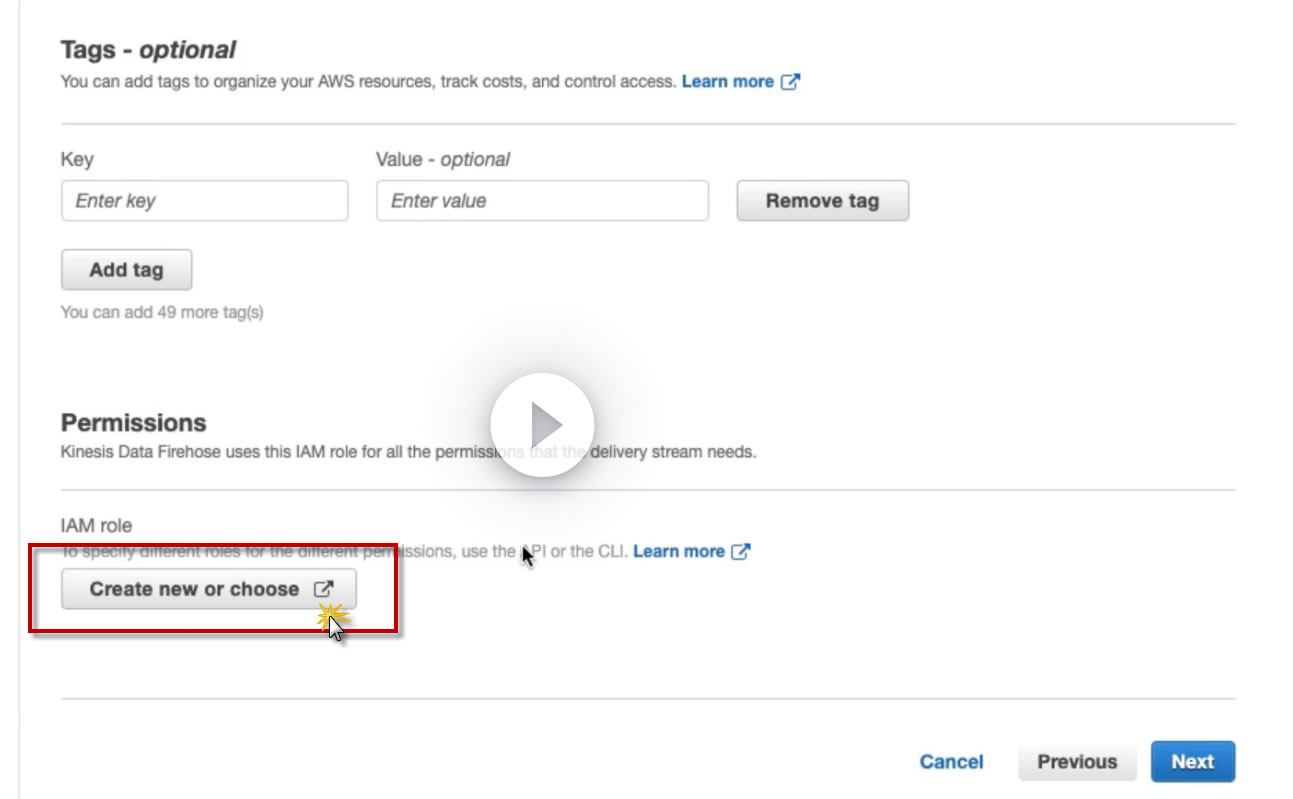 Tags - optional
You can add tags to organize your AWS resources, track costs, and control access. Learn more
Key
Value - optional
Enter key
Enter value
Remove tag
Add tag
You can add 49 more tag(s)
Permissions
Kinesis Data Firehose uses this IAM role for all the permissions that the delivery stream needs.
IAM role
To specify different roles for the different permissions, use the API or the CLI. Learn more
Create new or choose
Cancel
Previous
Next